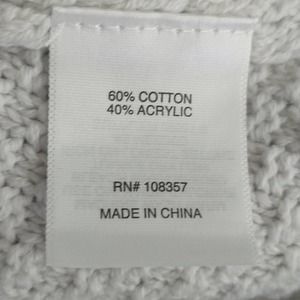 60% COTTON
40% ACRYLIC
RN# 108357
MADE IN CHINA